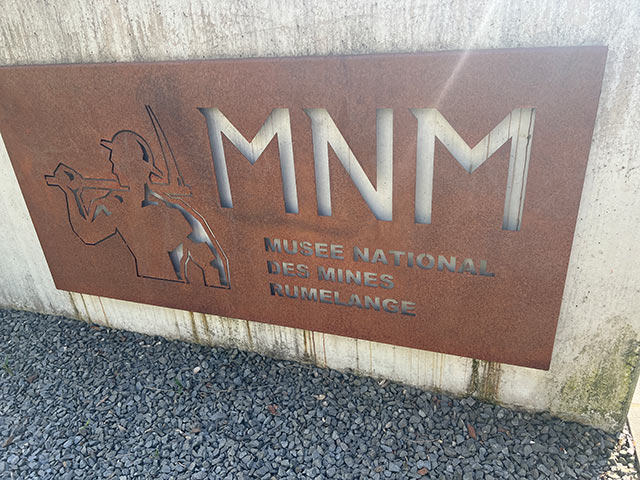 MNM
MUSEE NATIONAL
DES MINES
RUMELANGE